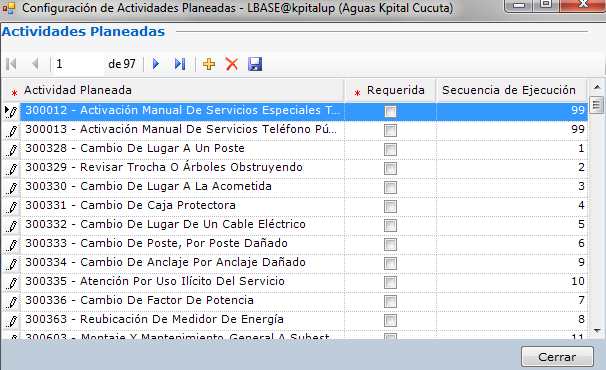 Configuración de Actividades Planeadas - LBASE@kpitalup (Aguas Kpital Cucuta)
Actividades Planeadas
1 de 97
* Actividad Planeada * Requerida Secuencia de Ejecución
300012 - Activación Manual De Servicios Especiales T... 99
300013 - Activación Manual De Servicios Teléfono Pú... 99
300328 - Cambio De Lugar A Un Poste 1
300329 - Revisar Trocha O Árboles Obstruyendo 2
300330 - Cambio De Lugar A La Acometida 3
300331 - Cambio De Caja Protectora 4
300332 - Cambio De Lugar De Un Cable Eléctrico 5
300333 - Cambio De Poste, Por Poste Dañado 6
300334 - Cambio De Anclaje Por Anclaje Dañado 9
300335 - Atención Por Uso Ilícito Del Servicio 10
300336 - Cambio De Factor De Potencia 7
300363 - Reubicación De Medidor De Energía 8
300603 - Montaje Y Mantenimiento General A Subest... 11
Cerrar